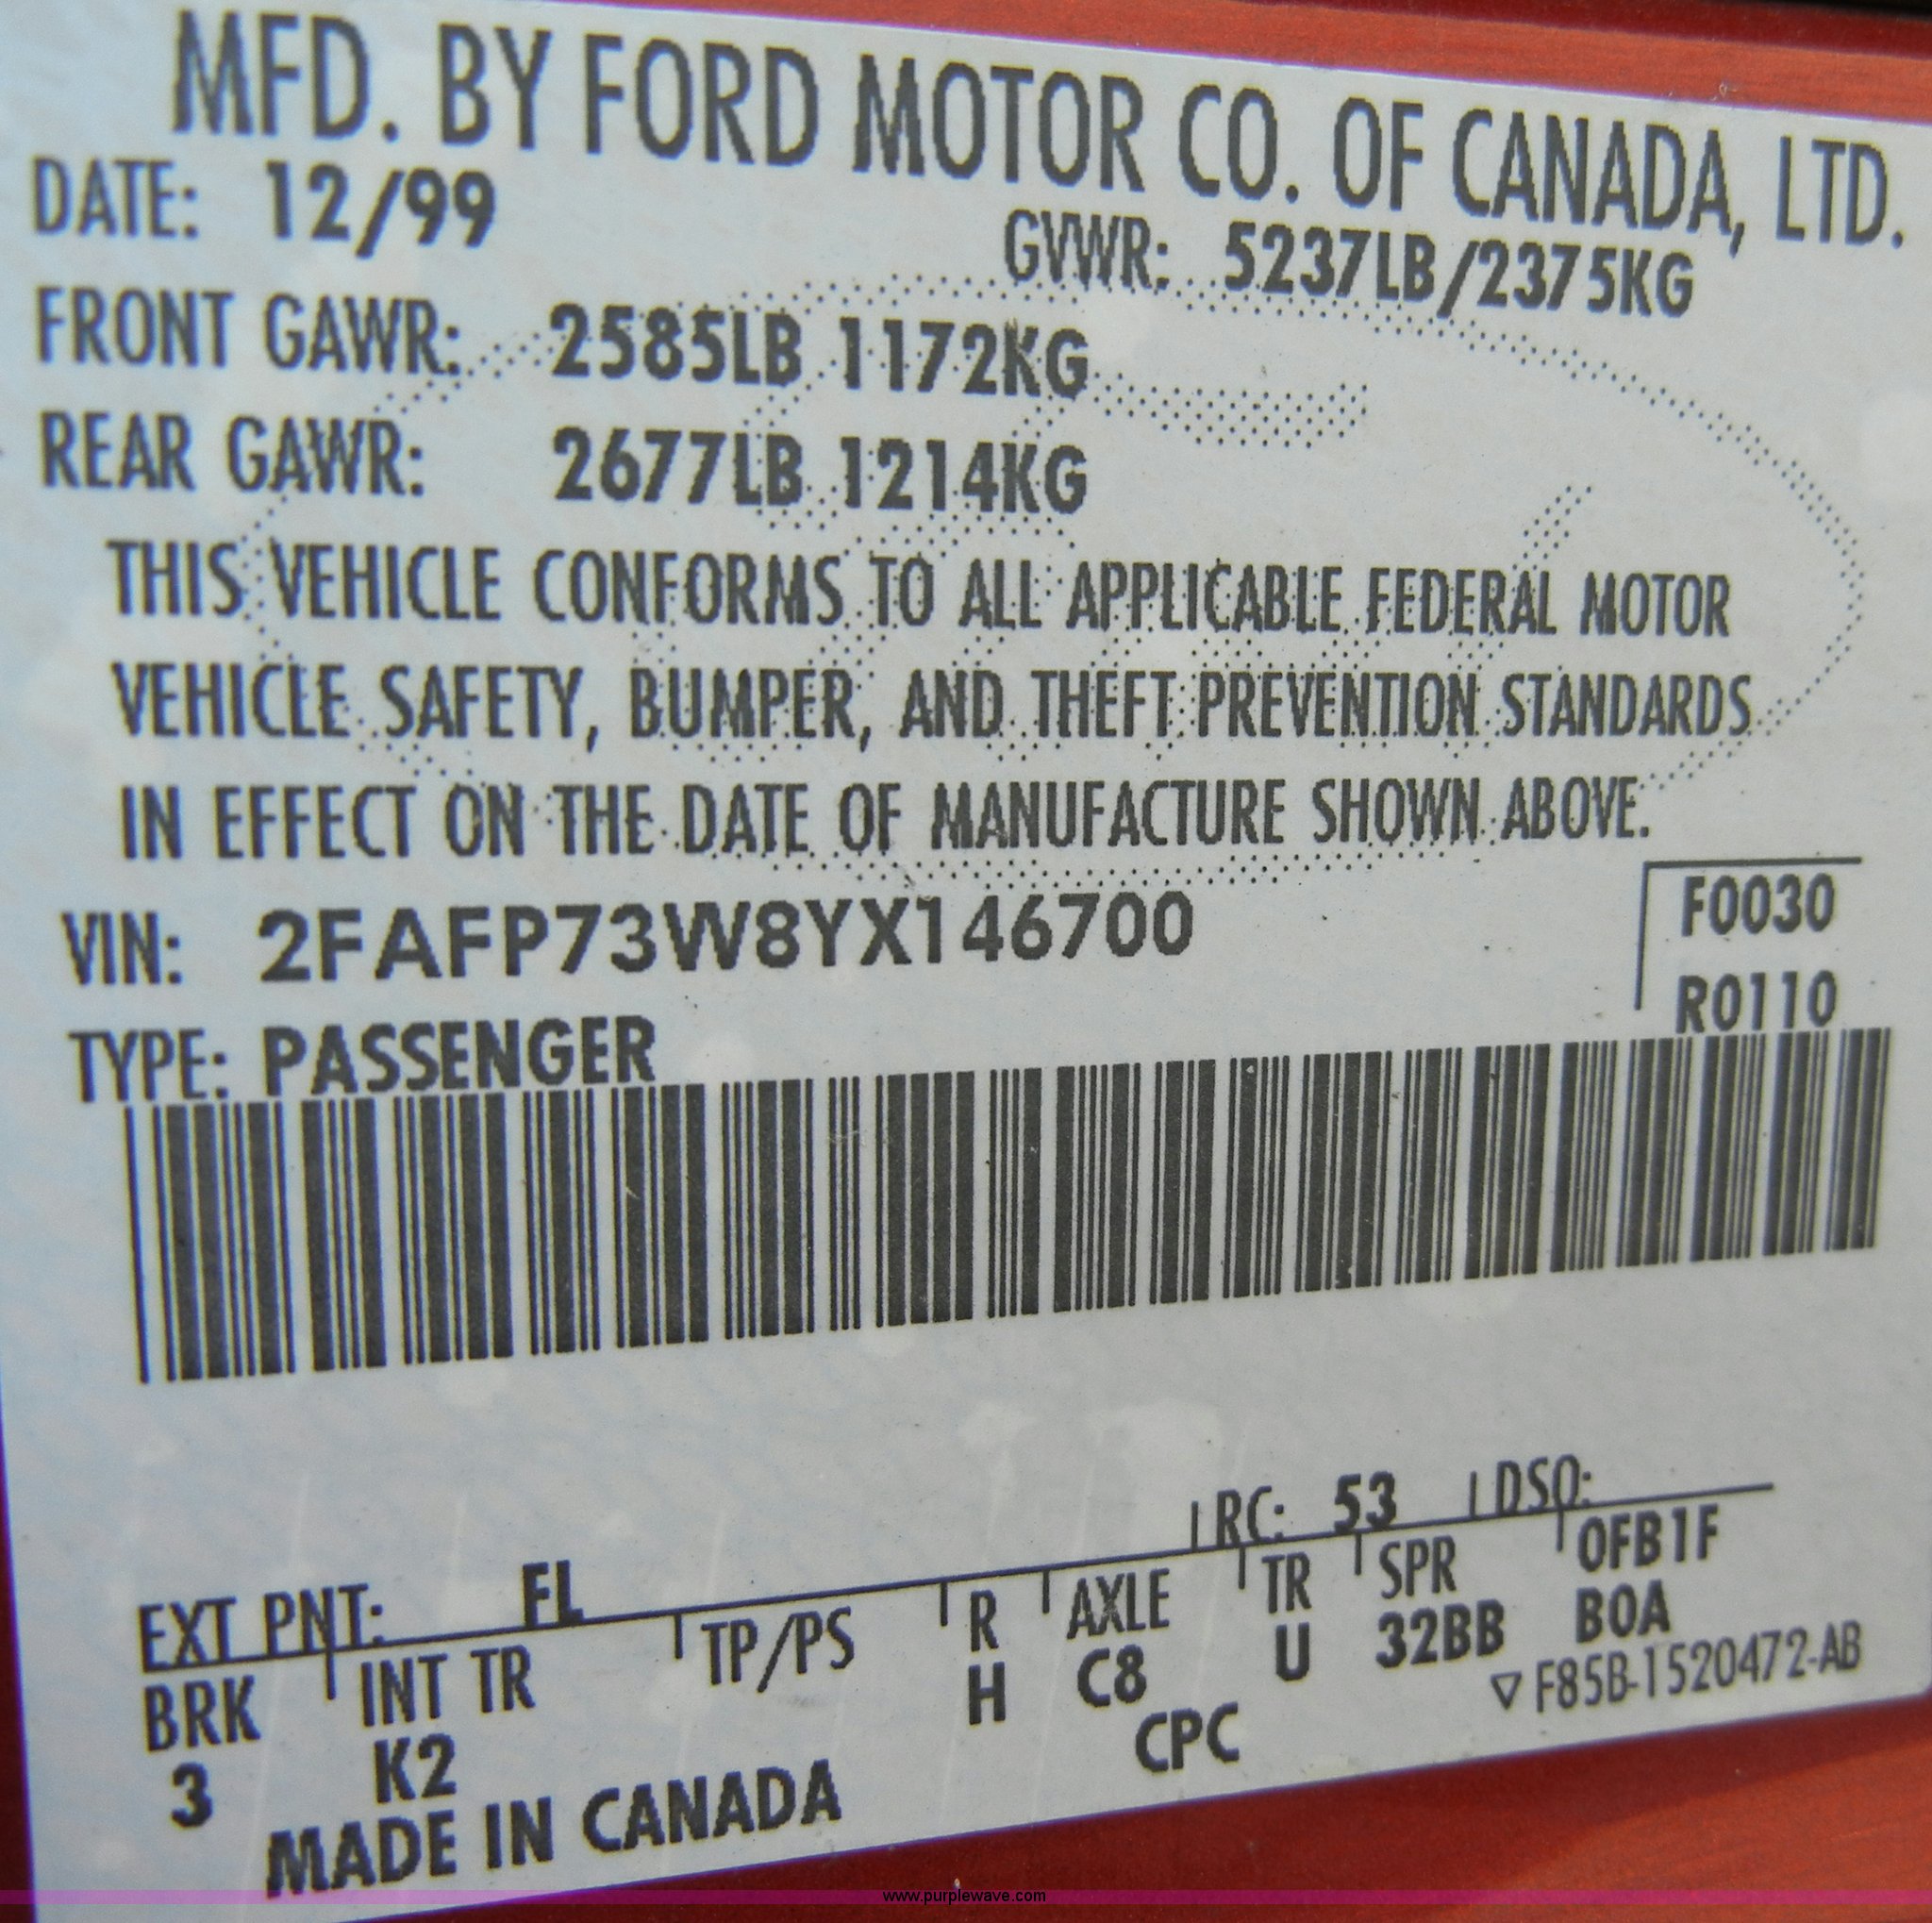 MFD. BY FORD MOTOR CO. OF CANADA, LTD.
DATE: 12/99
GVWR: 5237LB/2375KG
FRONT GAWR: 2585LB 1172KG
REAR GAWR: 2677LB 1214KG
THIS VEHICLE CONFORMS TO ALL APPLICABLE FEDERAL MOTOR
VEHICLE SAFETY, BUMPER, AND THEFT PREVENTION STANDARDS
IN EFFECT ON THE DATE OF MANUFACTURE SHOWN ABOVE.
VIN: 2FAFP73W8YX146700
F0030
R0110
TYPE: PASSENGER
RC: 53 DSO:
EXT PNT: FL
BRK INT TR TP/PS R AXLE TR SPR 0FB1F
3 K2 H C8 U 32BB B0A
CPC
▽ F85B-1520472-AB
MADE IN CANADA
www.purplewave.com